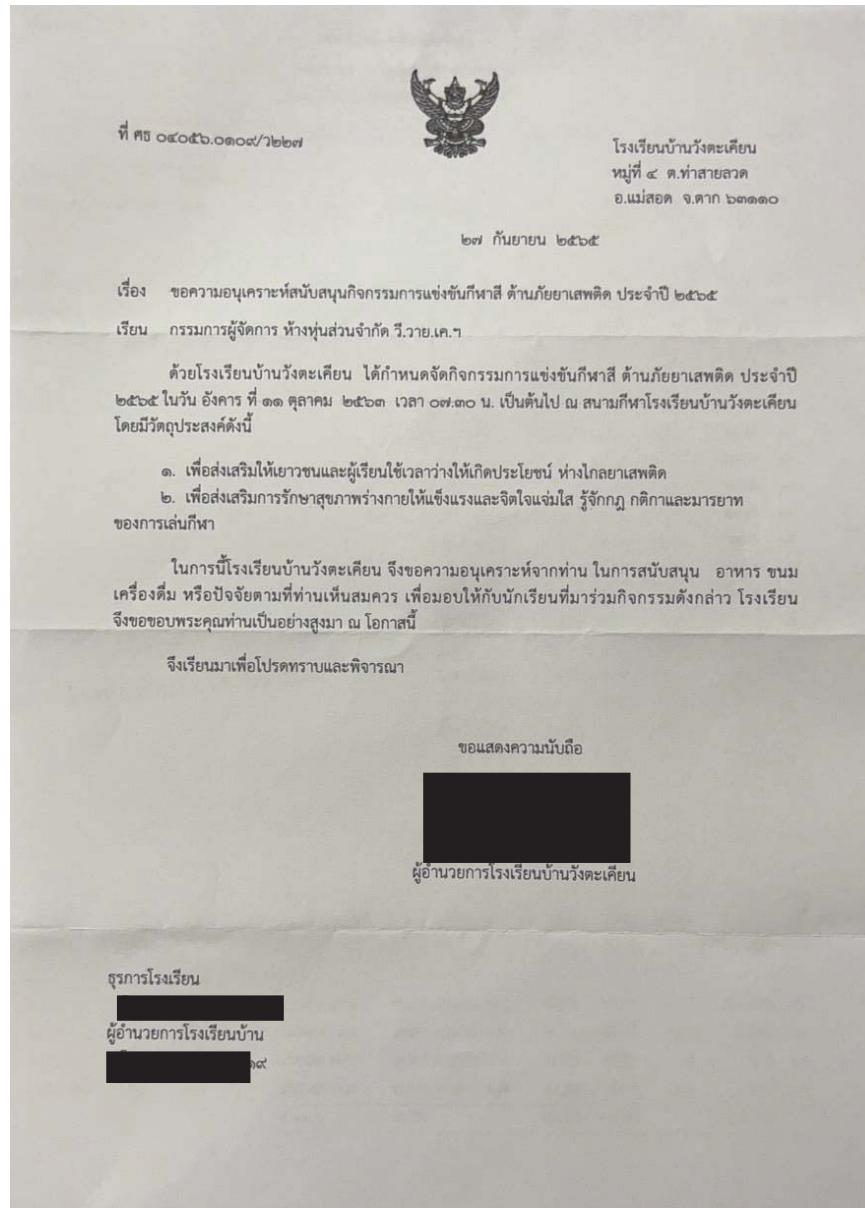 ที่ ศธ ๐๔๐๕๖.๐๑๐๙/ว๒๒๗
โรงเรียนบ้านวังตะเคียน
หมู่ที่ ๔ ต.ท่าสายลวด
อ.แม่สอด จ.ตาก ๖๓๑๑๐
๒๗ กันยายน ๒๕๖๕
เรื่อง ขอความอนุเคราะห์สนับสนุนกิจกรรมการแข่งขันกีฬาสี ต้านภัยยาเสพติด ประจำปี ๒๕๖๕
เรียน กรรมการผู้จัดการ ห้างหุ่นส่วนจำกัด วี.วาย.เค.ฯ
ด้วยโรงเรียนบ้านวังตะเคียน ได้กำหนดจัดกิจกรรมการแข่งขันกีฬาสี ต้านภัยยาเสพติด ประจำปี
๒๕๖๕ ในวัน อังคาร ที่ ๑๑ ตุลาคม ๒๕๖๓ เวลา ๐๗.๓๐ น. เป็นต้นไป ณ สนามกีฬาโรงเรียนบ้านวังตะเคียน
โดยมีวัตถุประสงค์ดังนี้
๑. เพื่อส่งเสริมให้เยาวชนและผู้เรียนใช้เวลาว่างให้เกิดประโยชน์ ห่างไกลยาเสพติด
๒. เพื่อส่งเสริมการรักษาสุขภาพร่างกายให้แข็งแรงและจิตใจแจ่มใส รู้จักกฎ กติกาและมารยาท
ของการเล่นกีฬา
ในการนี้โรงเรียนบ้านวังตะเคียน จึงขอความอนุเคราะห์จากท่าน ในการสนับสนุน อาหาร ขนม
เครื่องดื่ม หรือปัจจัยตามที่ท่านเห็นสมควร เพื่อมอบให้กับนักเรียนที่มาร่วมกิจกรรมดังกล่าว โรงเรียน
จึงขอขอบพระคุณท่านเป็นอย่างสูงมา ณ โอกาสนี้
จึงเรียนมาเพื่อโปรดทราบและพิจารณา
ขอแสดงความนับถือ
ผู้อำนวยการโรงเรียนบ้านวังตะเคียน
ธุรการโรงเรียน
ผู้อำนวยการโรงเรียนบ้าน
๑๙